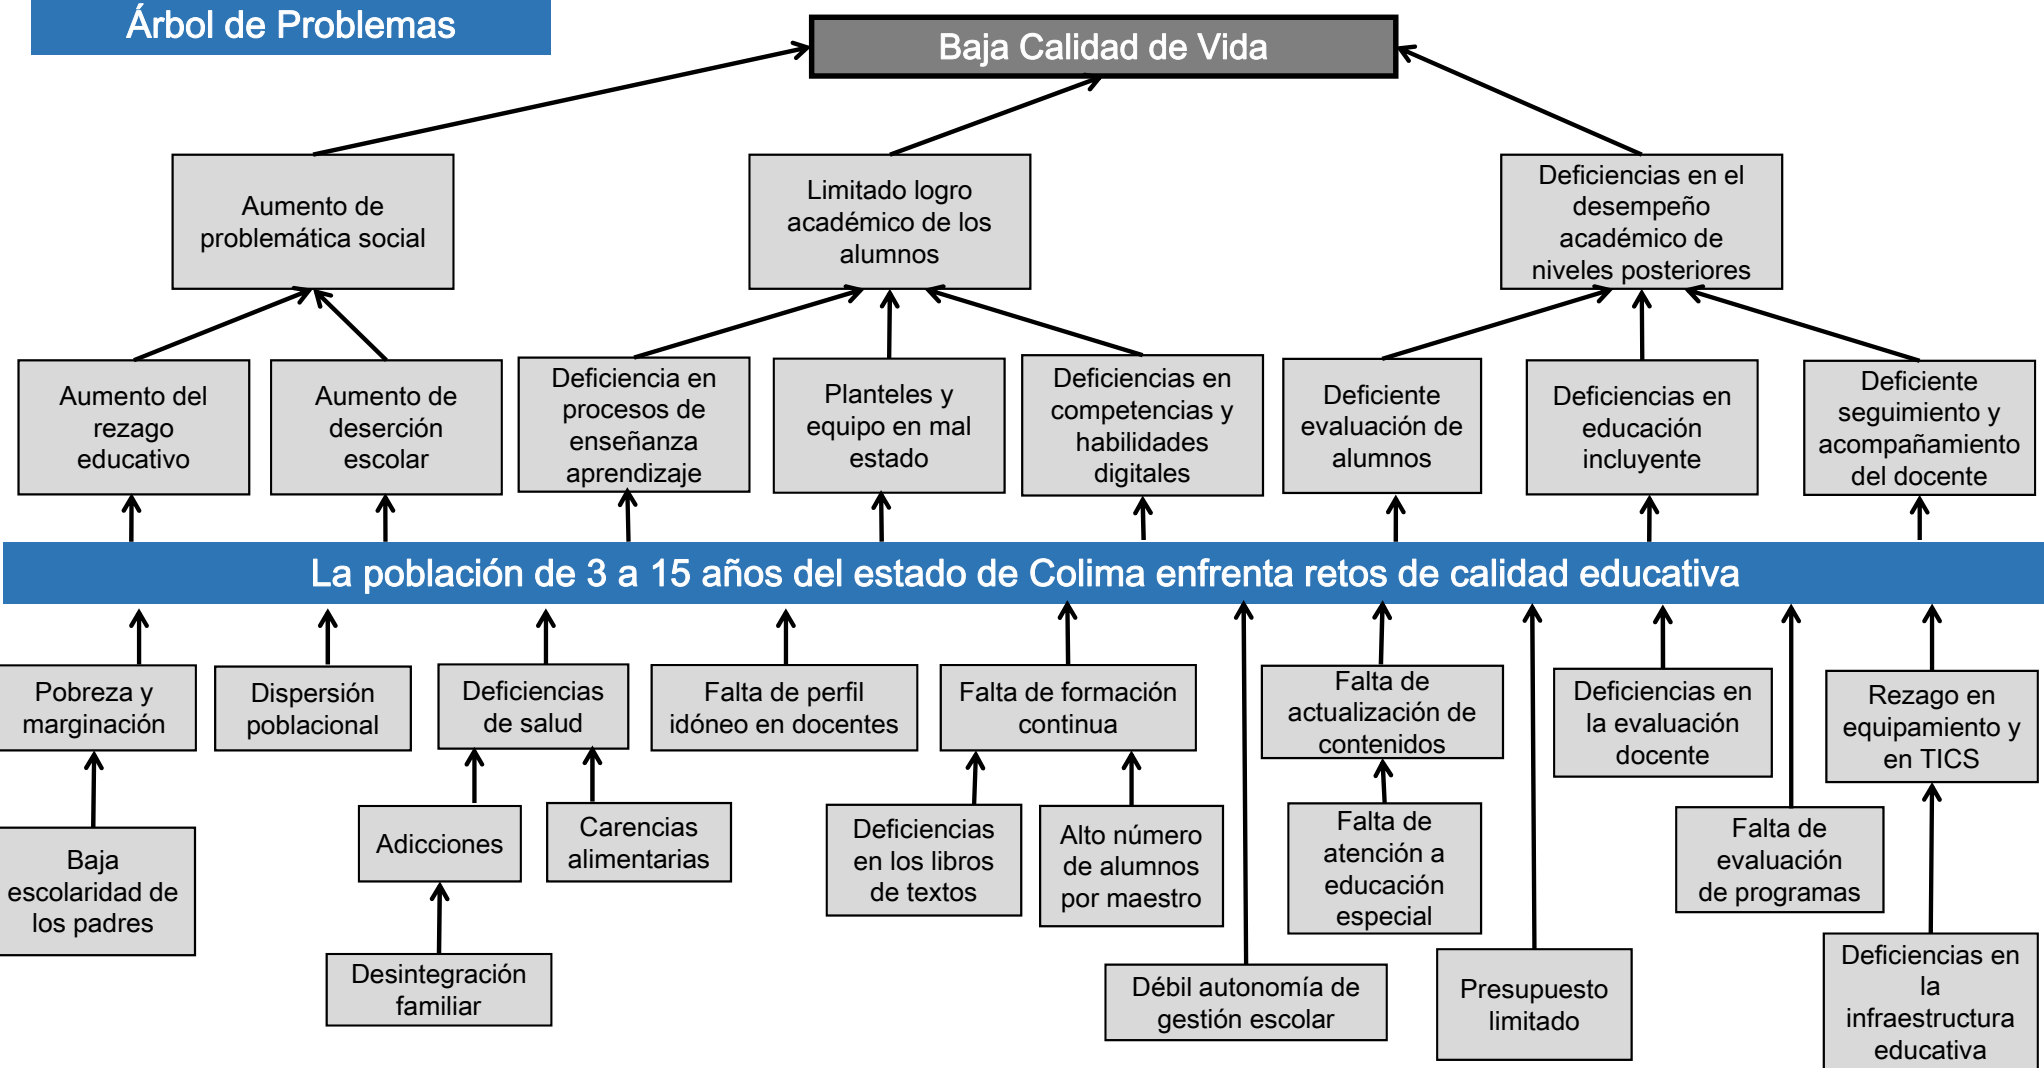 Árbol de Problemas
Baja Calidad de Vida
Aumento de
problemática social
Limitado logro
académico de los
alumnos
Deficiencias en el
desempeño
académico de
niveles posteriores
Aumento del
rezago
educativo
Aumento de
deserción
escolar
Deficiencia en
procesos de
enseñanza
aprendizaje
Planteles y
equipo en mal
estado
Deficiencias en
competencias y
habilidades
digitales
Deficiente
evaluación de
alumnos
Deficiencias en
educación
incluyente
Deficiente
seguimiento y
acompañamiento
del docente
La población de 3 a 15 años del estado de Colima enfrenta retos de calidad educativa
Pobreza y
marginación
Dispersión
poblacional
Deficiencias
de salud
Falta de perfil
idóneo en docentes
Falta de formación
continua
Falta de
actualización de
contenidos
Deficiencias en
la evaluación
docente
Rezago en
equipamiento y
en TICS
Baja
escolaridad de
los padres
Adicciones
Carencias
alimentarias
Deficiencias
en los libros
de textos
Alto número
de alumnos
por maestro
Falta de
atención a
educación
especial
Falta de
evaluación
de programas
Desintegración
familiar
Débil autonomía de
gestión escolar
Presupuesto
limitado
Deficiencias en
la
infraestructura
educativa